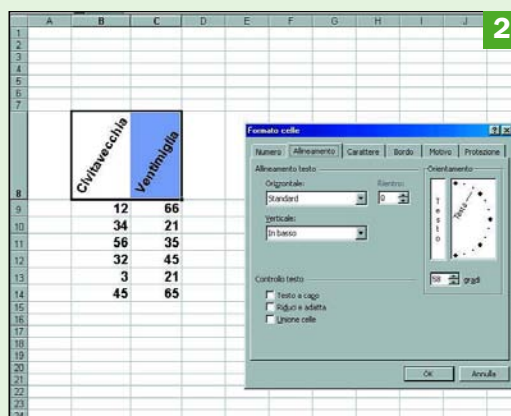 2
A B C D E F G H I J
1
2
3
4
5
6
7
8 Civitavecchia Ventimiglia
9 12 66
10 34 21
11 56 35
12 32 45
13 3 21
14 45 65
15
16
17
18
19
20
21
22
23
24
Formato celle
Numero Allineamento Carattere Bordo Motivo Protezione
Allineamento testo
Orizzontale: Rientro:
Standard 0
Verticale:
In basso
Orientamento
Testo
Testo
58 gradi
Controllo testo
Testo a capo
Riduci e adatta
Unione celle
OK Annulla